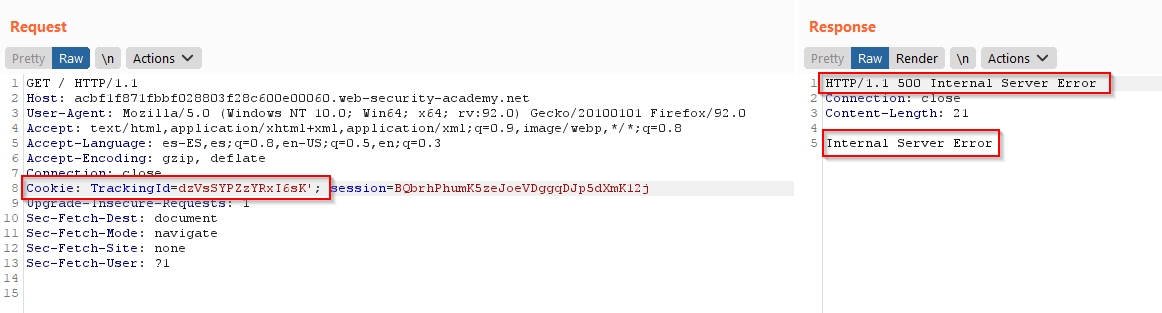 Request
Pretty Raw \n Actions
1 GET / HTTP/1.1
2 Host: acbf1f871fbbf028803f28c600e00060.web-security-academy.net
3 User-Agent: Mozilla/5.0 (Windows NT 10.0; Win64; x64; rv:92.0) Gecko/20100101 Firefox/92.0
4 Accept: text/html,application/xhtml+xml,application/xml;q=0.9,image/webp,*/*;q=0.8
5 Accept-Language: es-ES,es;q=0.8,en-US;q=0.5,en;q=0.3
6 Accept-Encoding: gzip, deflate
7 Connection: close
8 Cookie: TrackingId=dzVsSYPZzYRxI6sK'; session=BQbrhPhumK5zeJoeVDggqDJp5dXmK12j
9 Upgrade-Insecure-Requests: 1
10 Sec-Fetch-Dest: document
11 Sec-Fetch-Mode: navigate
12 Sec-Fetch-Site: none
13 Sec-Fetch-User: ?1
14
15
Response
Pretty Raw Render \n Actions
1 HTTP/1.1 500 Internal Server Error
2 Connection: close
3 Content-Length: 21
4
5 Internal Server Error